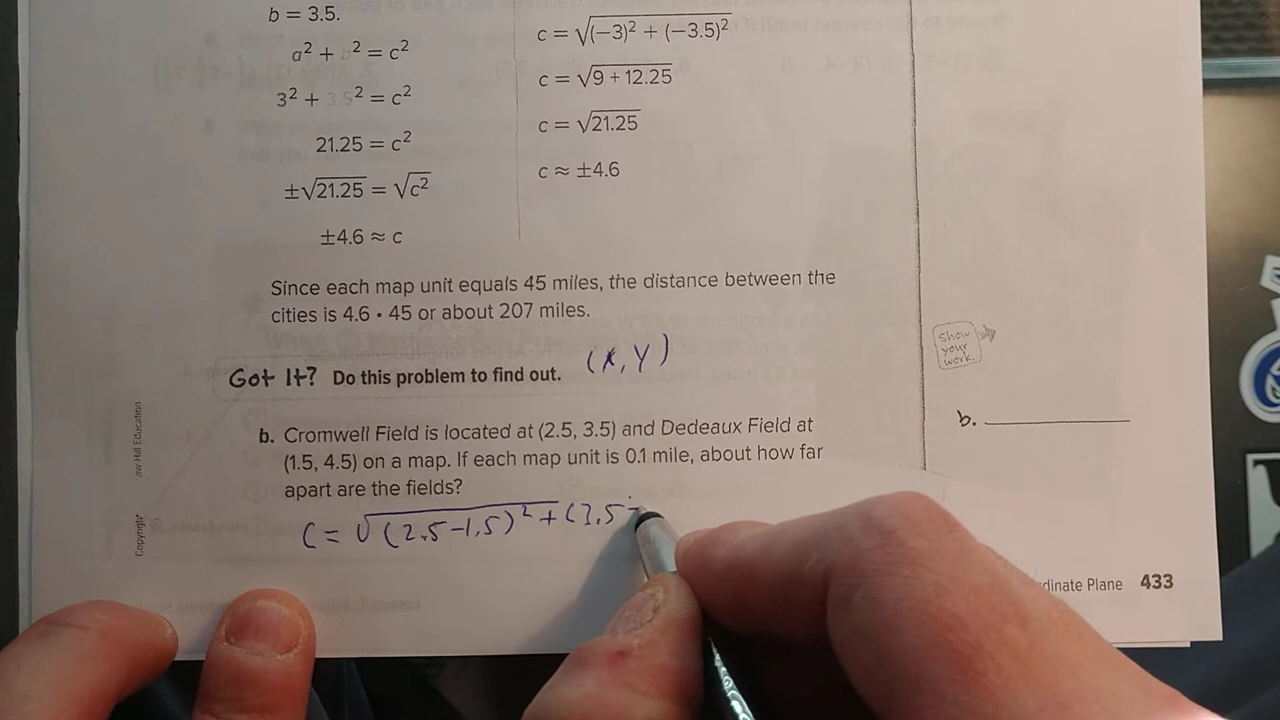 b = 3.5.
a² + b² = c²
3² + 3.5² = c²
21.25 = c²
±√21.25 = √c²
±4.6 ≈ c
c = √(−3)² + (−3.5)²
c = √9 + 12.25
c = √21.25
c ≈ ±4.6
Since each map unit equals 45 miles, the distance between the
cities is 4.6 • 45 or about 207 miles.
(x, y)
Got It? Do this problem to find out.
b. Cromwell Field is located at (2.5, 3.5) and Dedeaux Field at
(1.5, 4.5) on a map. If each map unit is 0.1 mile, about how far
apart are the fields?
C = √(2.5-1.5)² + (3.5-
Show
your
work.
b.
Plane 433
Education